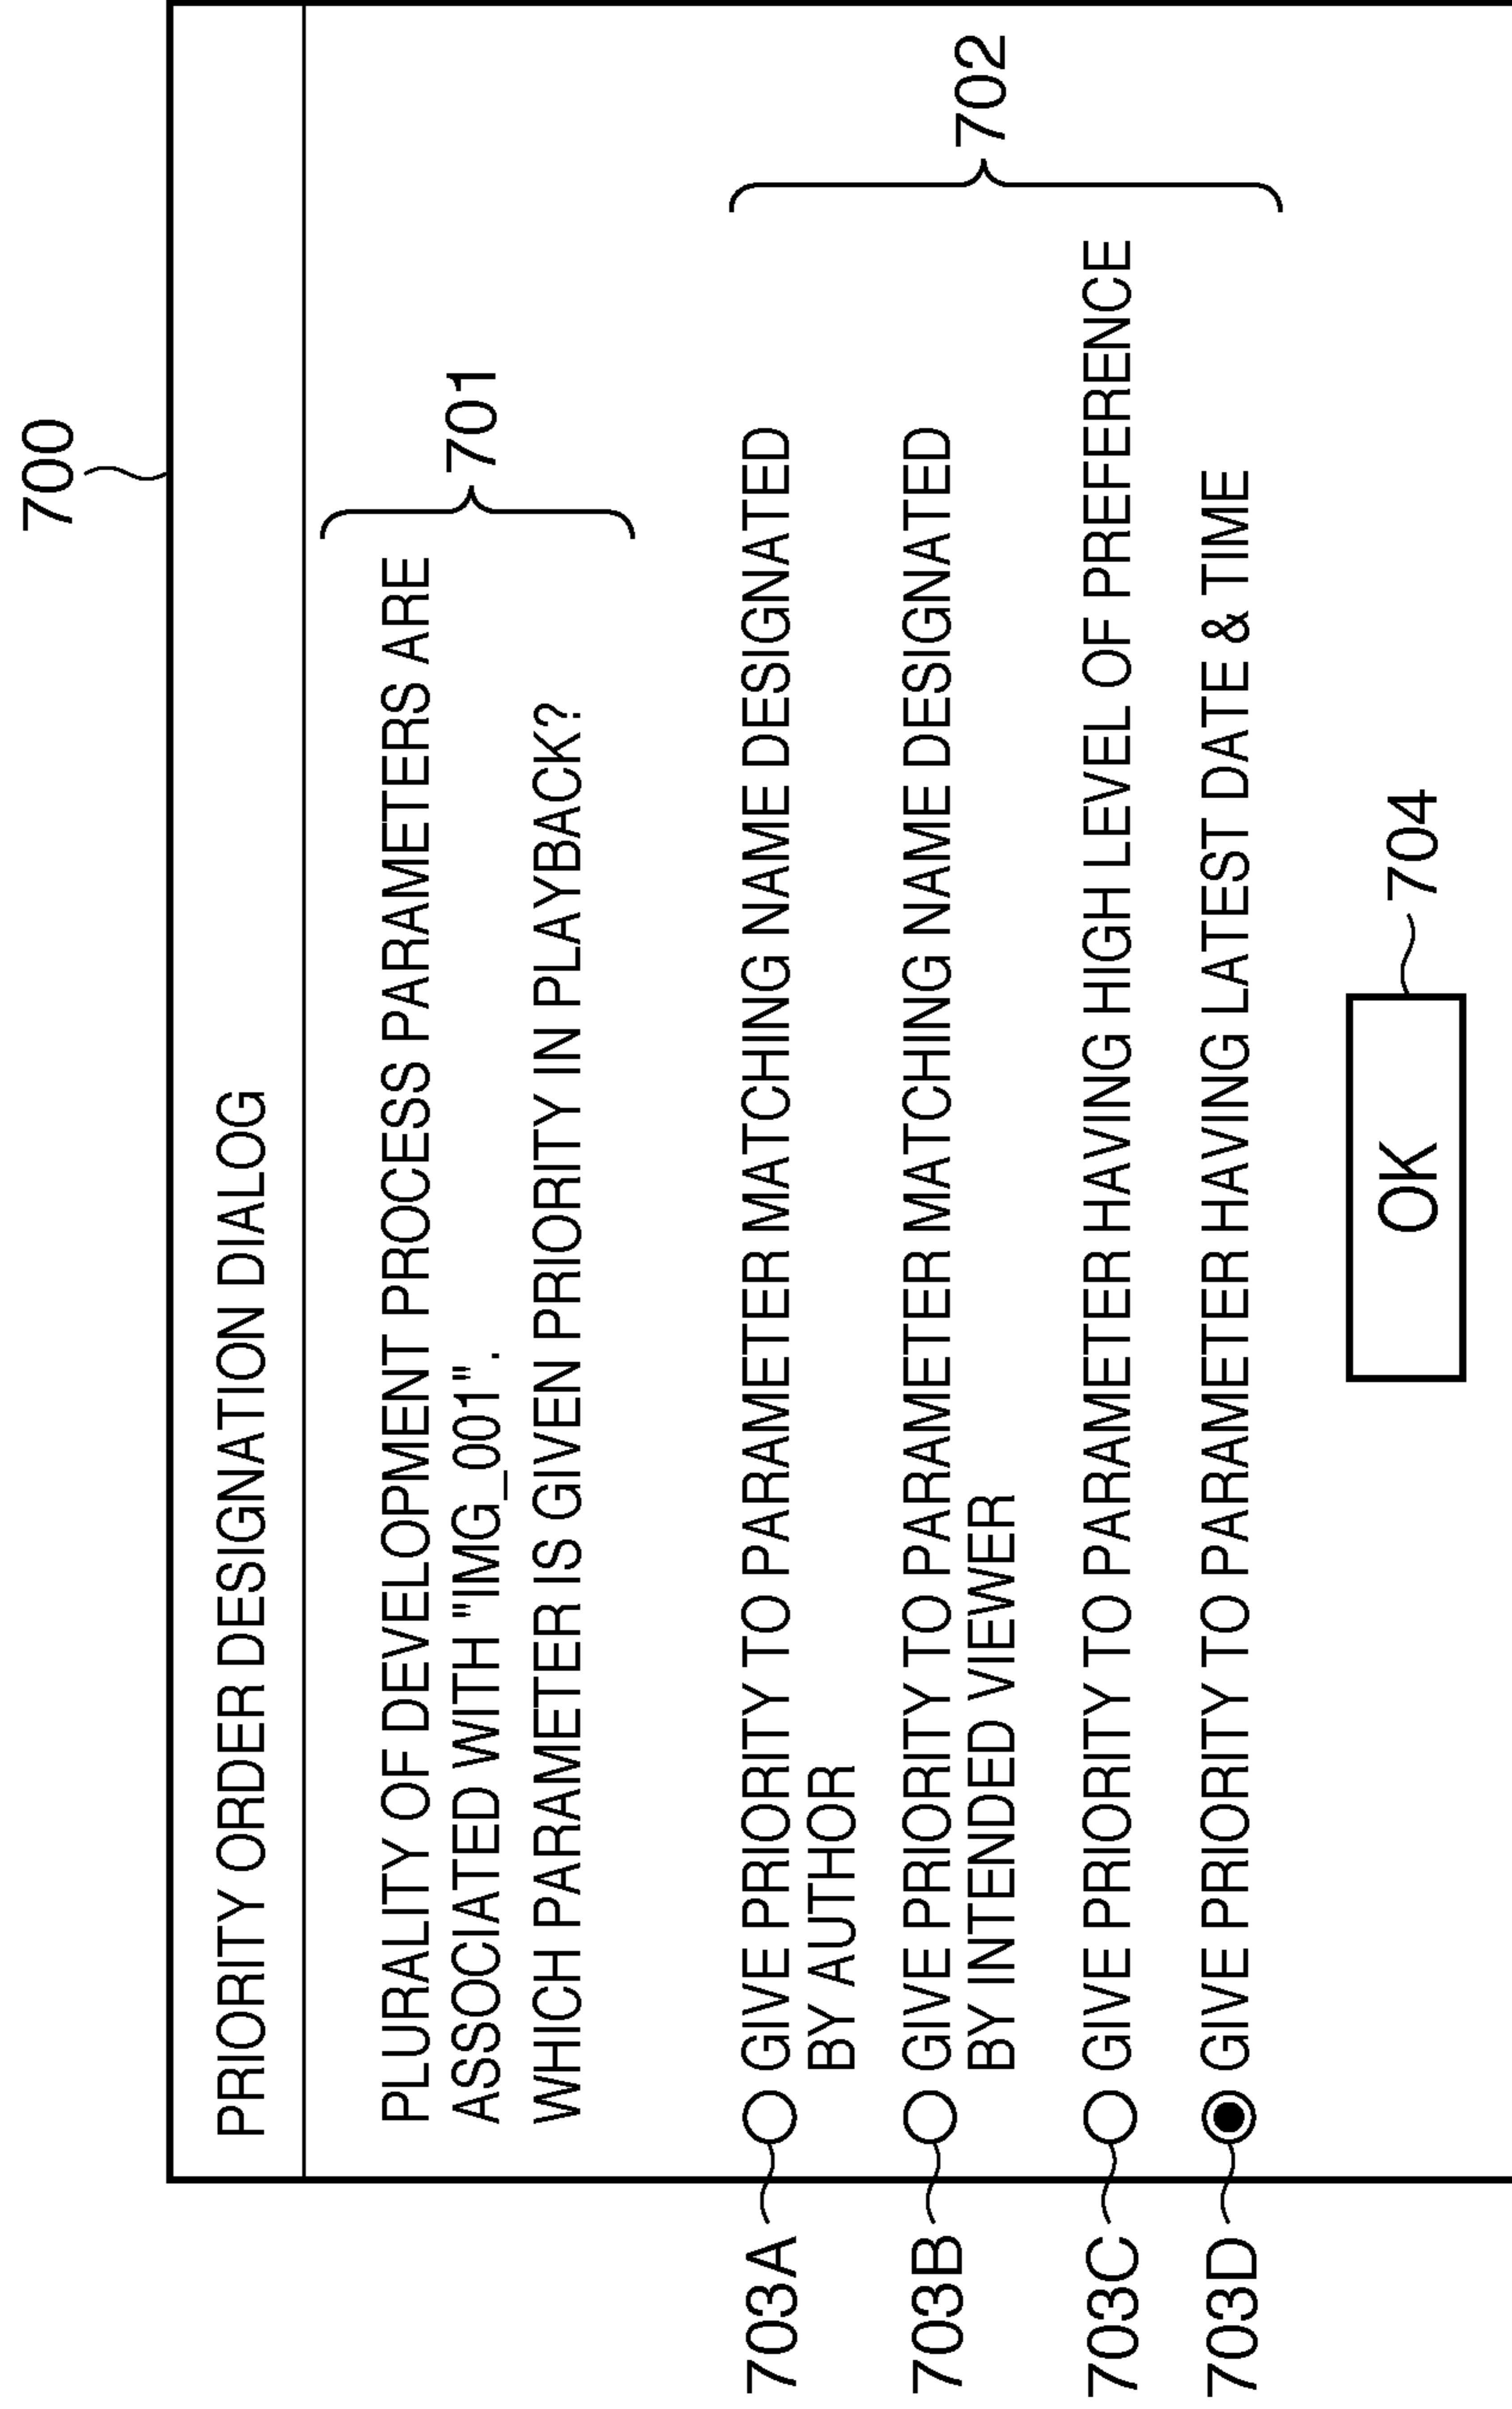 700
PRIORITY ORDER DESIGNATION DIALOG
PLURALITY OF DEVELOPMENT PROCESS PARAMETERS ARE
ASSOCIATED WITH "IMG_001".
WHICH PARAMETER IS GIVEN PRIORITY IN PLAYBACK?
701
703A
GIVE PRIORITY TO PARAMETER MATCHING NAME DESIGNATED
BY AUTHOR
703B
GIVE PRIORITY TO PARAMETER MATCHING NAME DESIGNATED
BY INTENDED VIEWER
702
703C
GIVE PRIORITY TO PARAMETER HAVING HIGH LEVEL OF PREFERENCE
703D
GIVE PRIORITY TO PARAMETER HAVING LATEST DATE & TIME
OK
704